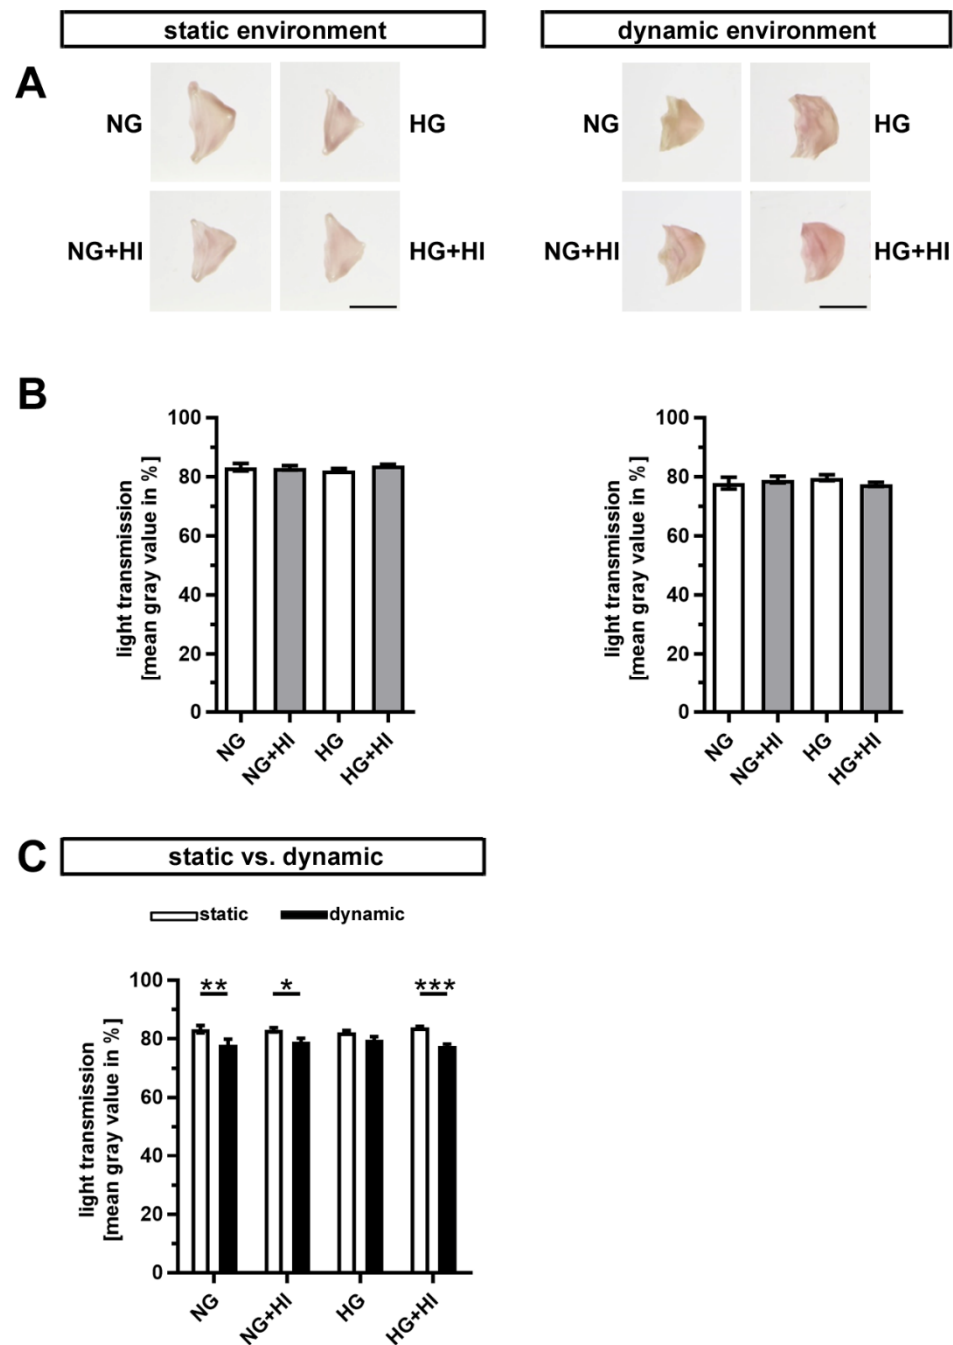 static environment
dynamic environment
A
NG
HG
NG
HG
NG+HI
HG+HI
NG+HI
HG+HI
B
light transmission
[mean gray value in %]
100
80
60
40
20
0
NG
NG+HI
HG
HG+HI
light transmission
[mean gray value in %]
100
80
60
40
20
0
NG
NG+HI
HG
HG+HI
C
static vs. dynamic
static
dynamic
light transmission
[mean gray value in %]
100
80
60
40
20
0
**
*
***
NG
NG+HI
HG
HG+HI